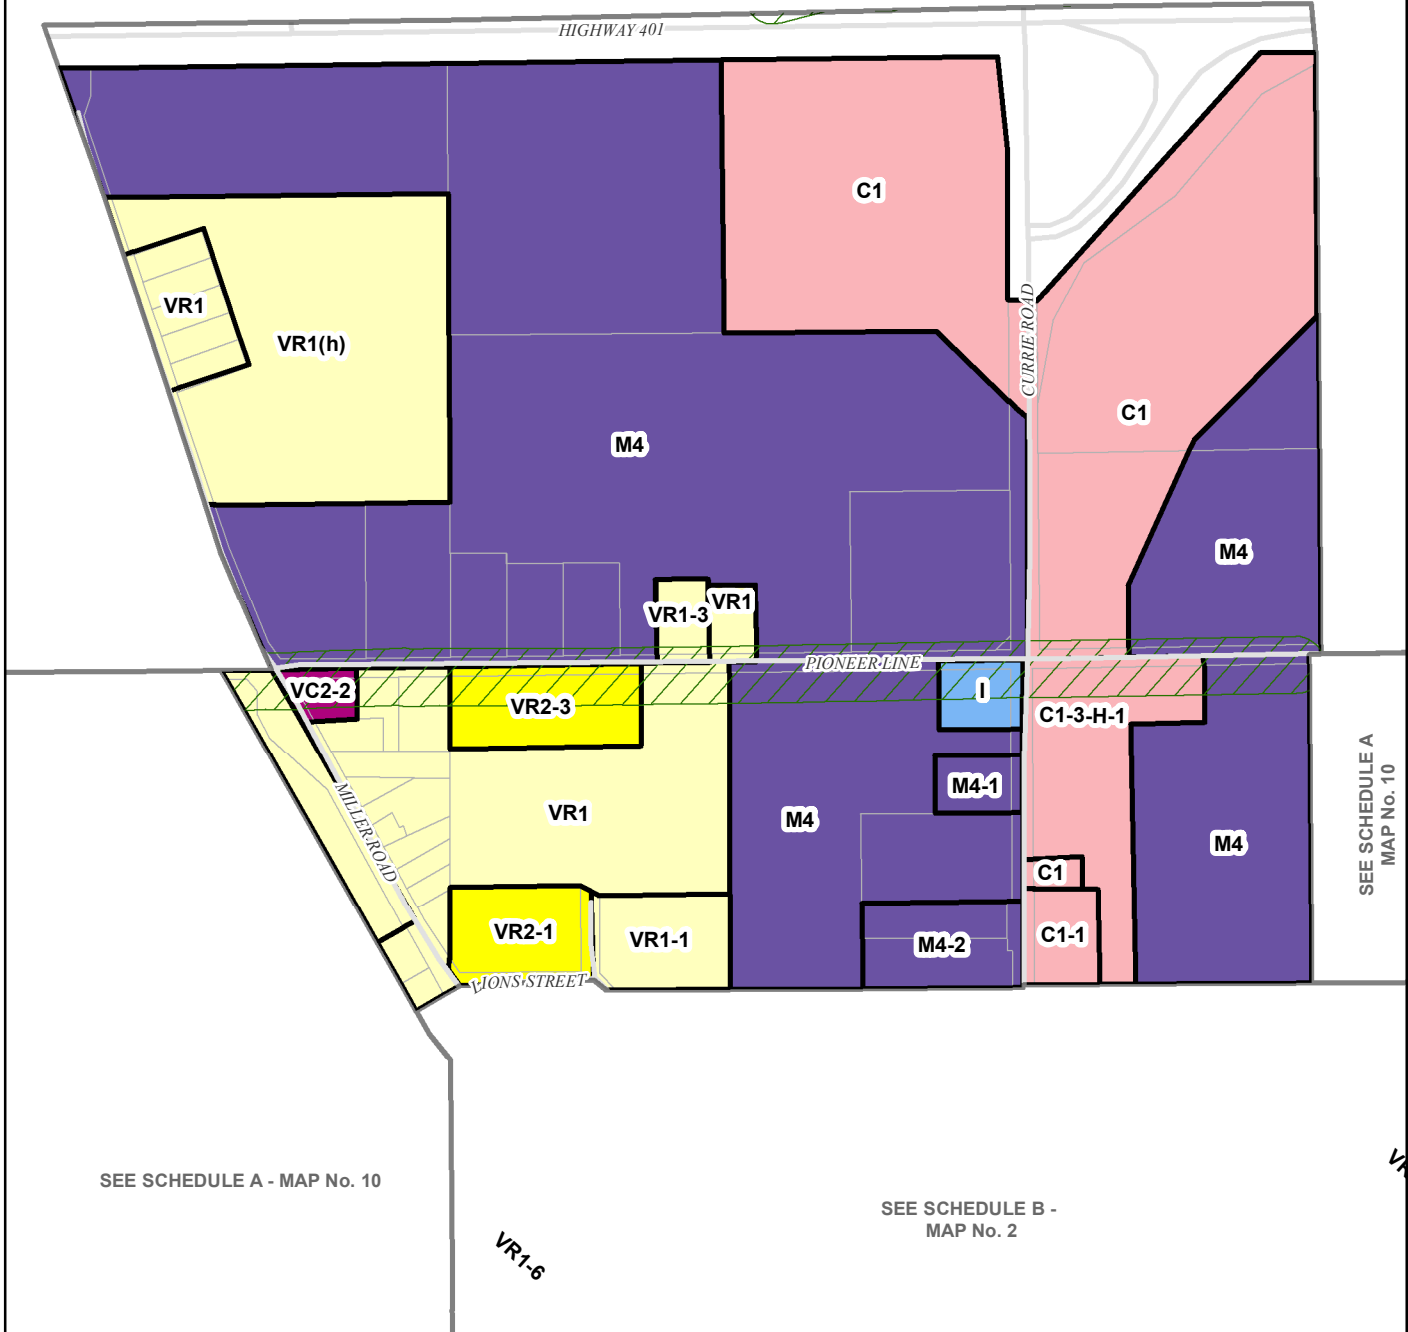 HIGHWAY 401
C1
VR1
VR1(h)
CURRIE ROAD
C1
M4
M4
VR1-3
VR1
PIONEER LINE
VC2-2
VR2-3
I
C1-3-H-1
M4-1
MILLER ROAD
VR1
M4
M4
SEE SCHEDULE A
MAP No. 10
C1
VR2-1
VR1-1
M4-2
C1-1
LIONS STREET
SEE SCHEDULE A - MAP No. 10
SEE SCHEDULE B -
MAP No. 2
VR1-6